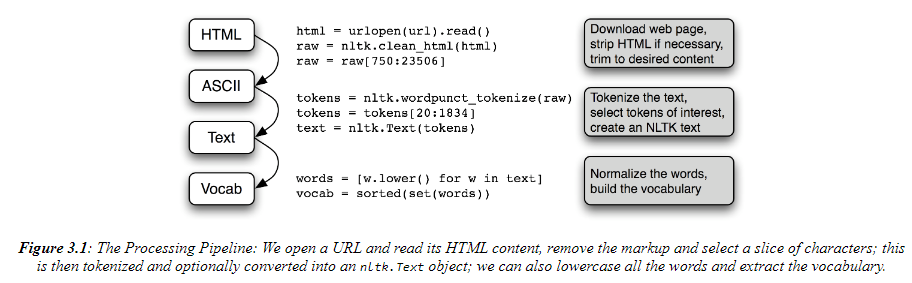 HTML
html = urlopen(url).read()
raw = nltk.clean_html(html)
raw = raw[750:23506]
Download web page,
strip HTML if necessary,
trim to desired content
ASCII
tokens = nltk.wordpunct_tokenize(raw)
tokens = tokens[20:1834]
text = nltk.Text(tokens)
Tokenize the text,
select tokens of interest,
create an NLTK text
Text
words = [w.lower() for w in text]
vocab = sorted(set(words))
Normalize the words,
build the vocabulary
Vocab
Figure 3.1: The Processing Pipeline: We open a URL and read its HTML content, remove the markup and select a slice of characters; this
is then tokenized and optionally converted into an nltk.Text object; we can also lowercase all the words and extract the vocabulary.